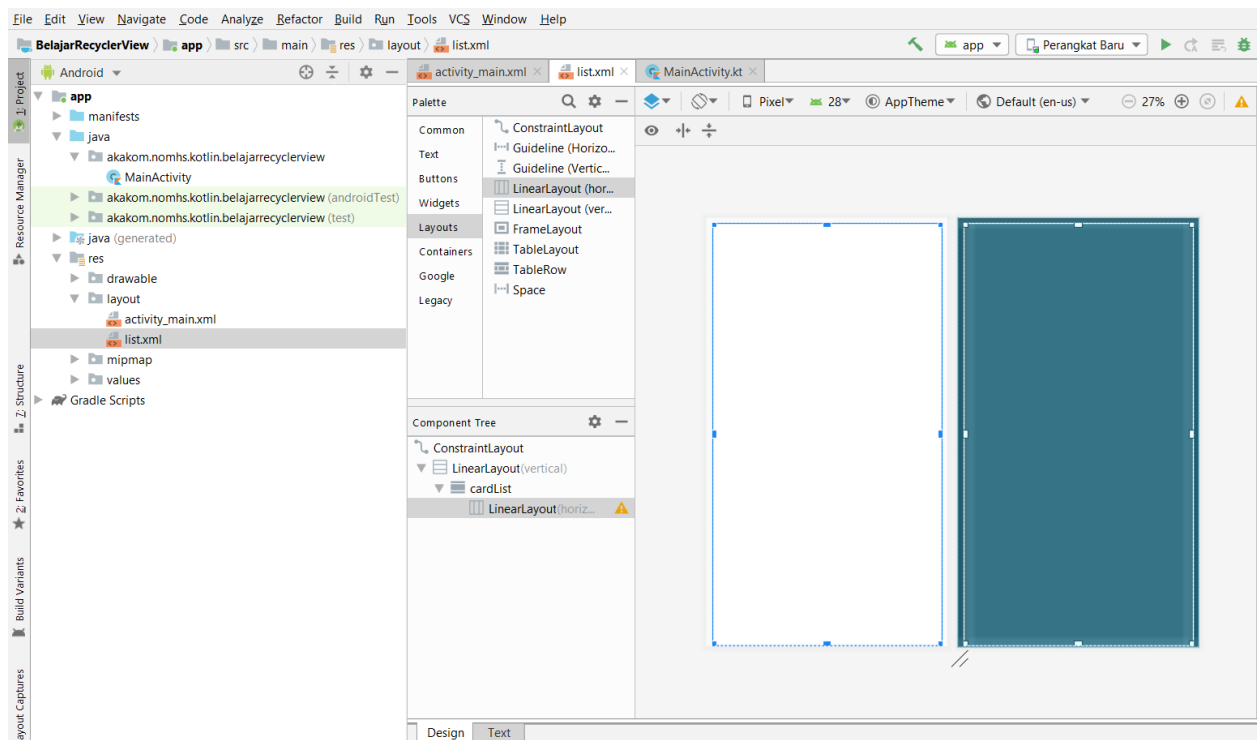 File Edit View Navigate Code Analyze Refactor Build Run Tools VCS Window Help
BelajarRecyclerView app src main res layout list.xml
app Perangkat Baru
1: Project
Resource Manager
Z: Structure
2: Favorites
Build Variants
ayout Captures
Android
app
manifests
java
akakom.nomhs.kotlin.belajarrecyclerview
MainActivity
akakom.nomhs.kotlin.belajarrecyclerview (androidTest)
akakom.nomhs.kotlin.belajarrecyclerview (test)
java (generated)
res
drawable
layout
activity_main.xml
list.xml
mipmap
values
Gradle Scripts
activity_main.xml list.xml MainActivity.kt
Palette
Common
Text
Buttons
Widgets
Layouts
Containers
Google
Legacy
ConstraintLayout
Guideline (Horizo...
Guideline (Vertic...
LinearLayout (hor...
LinearLayout (ver...
FrameLayout
TableLayout
TableRow
Space
Component Tree
ConstraintLayout
LinearLayout(vertical)
cardList
LinearLayout(horiz...
Pixel 28 AppTheme Default (en-us) 27%
Design Text